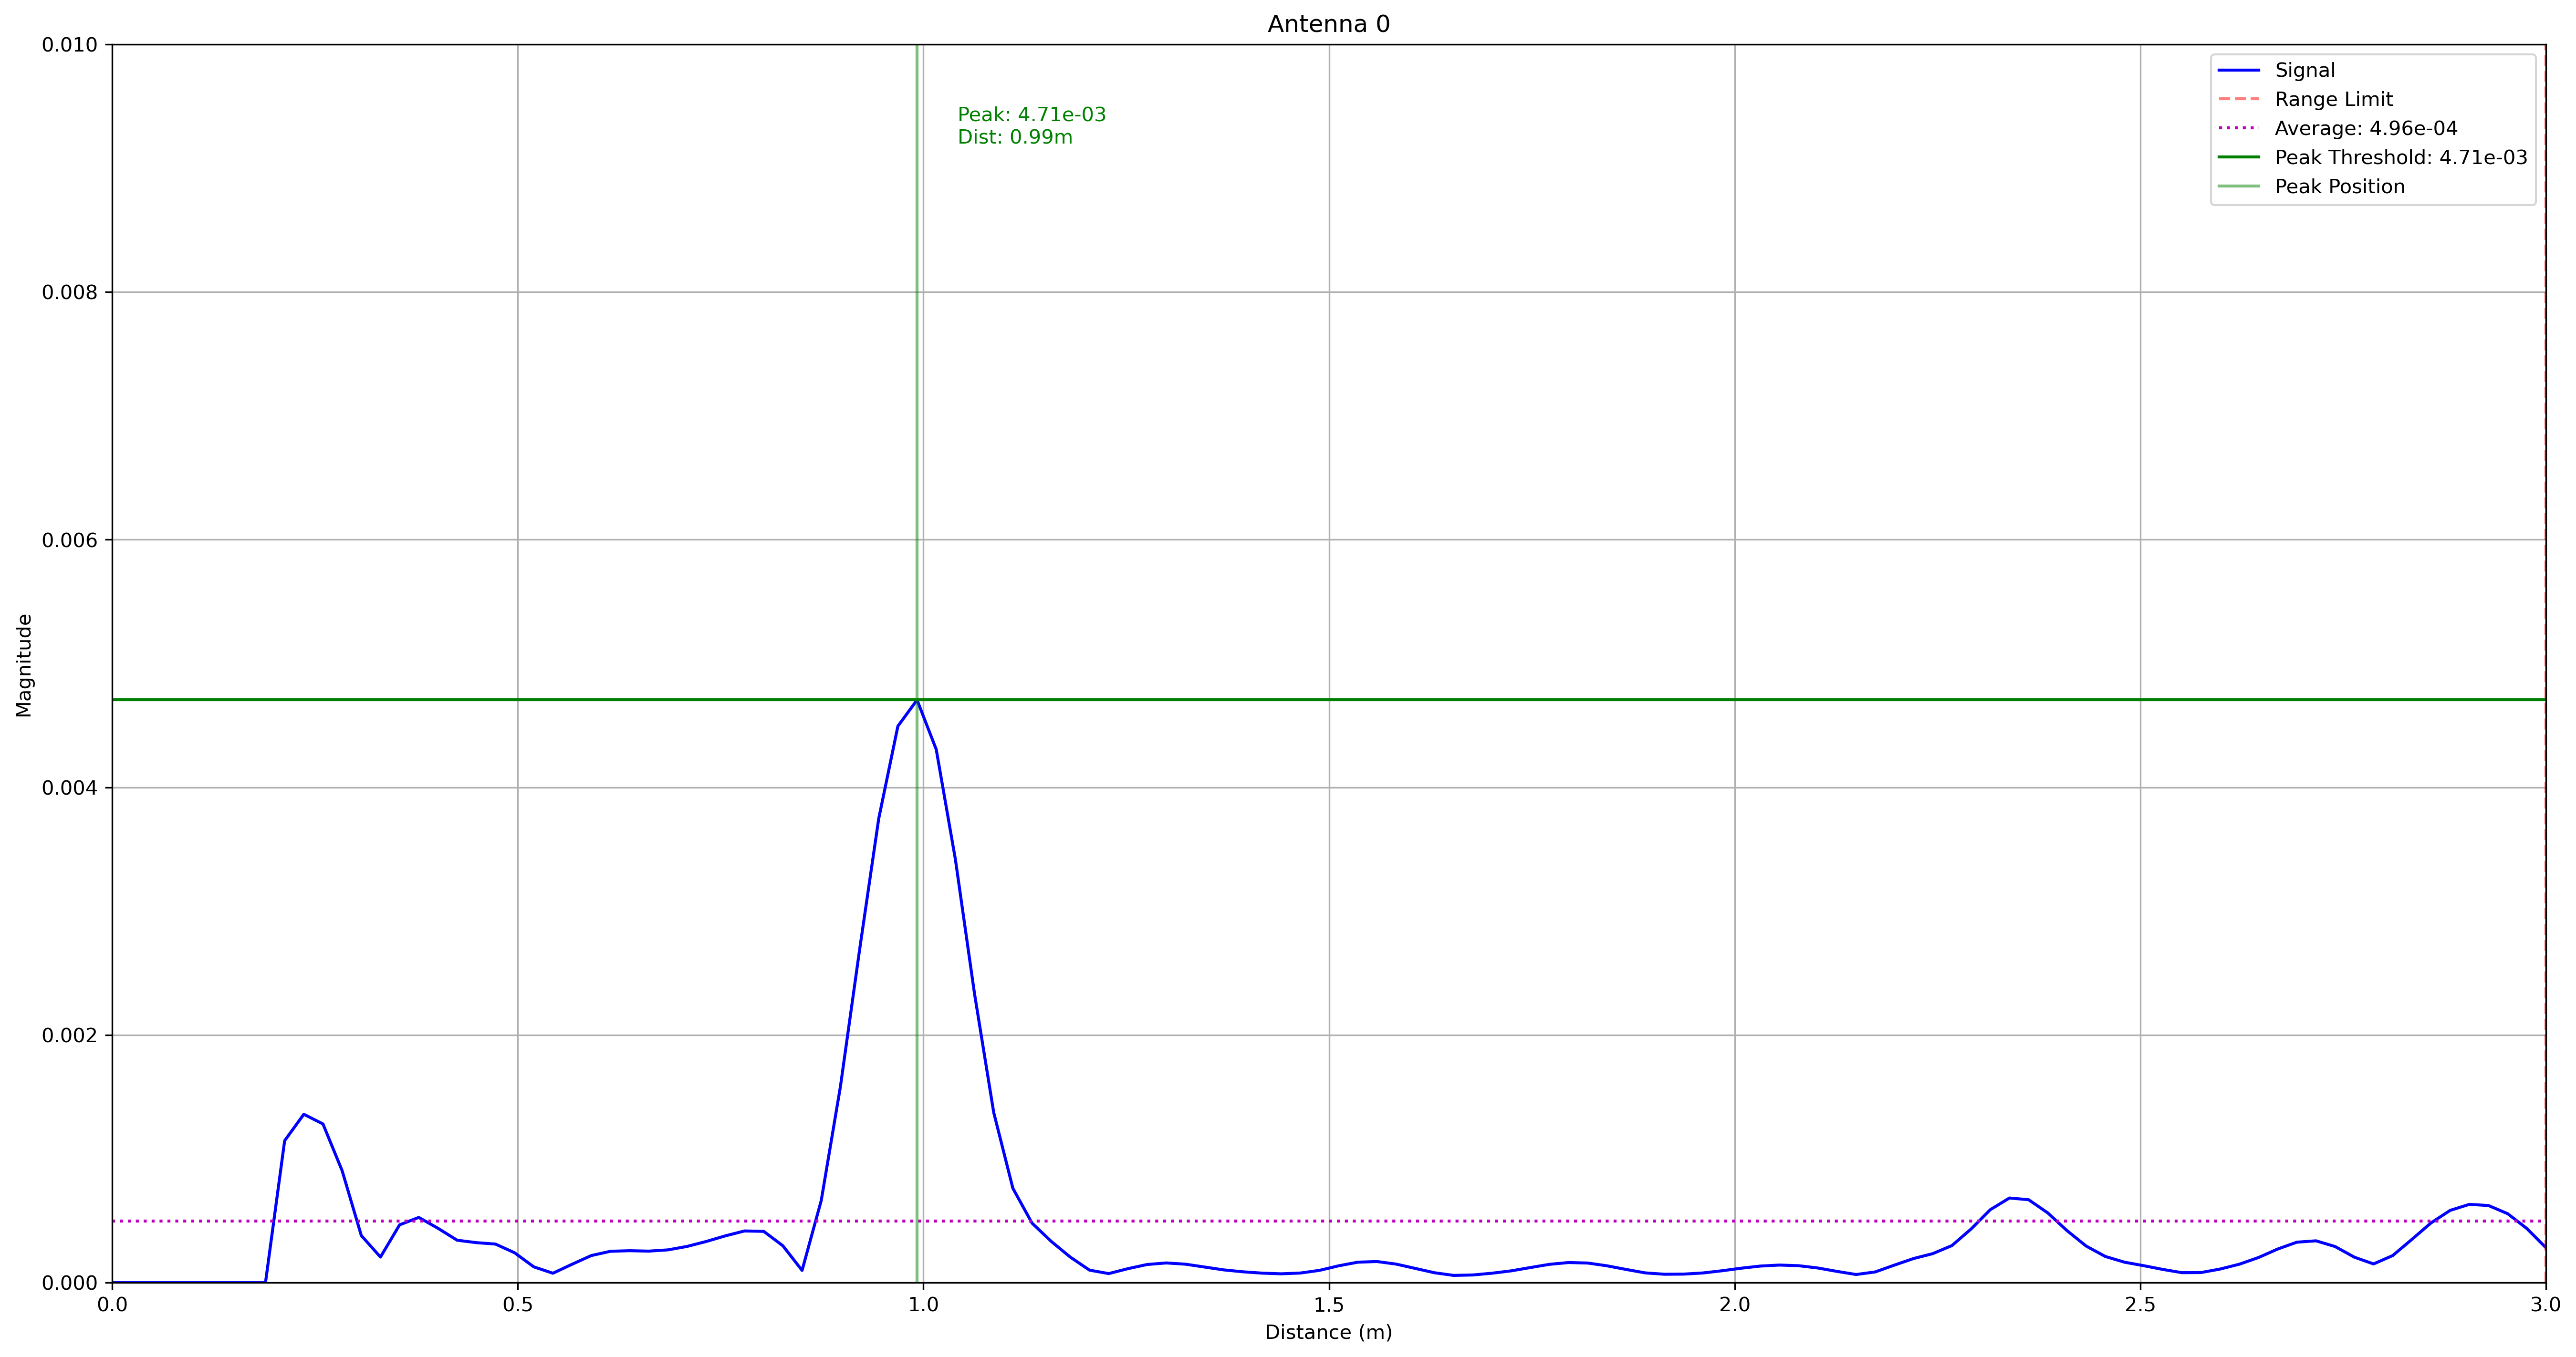 Antenna 0
0.010
0.008
0.006
0.004
0.002
0.000
Magnitude
Peak: 4.71e-03
Dist: 0.99m
Signal
Range Limit
Average: 4.96e-04
Peak Threshold: 4.71e-03
Peak Position
0.0 0.5 1.0 1.5 2.0 2.5 3.0
Distance (m)